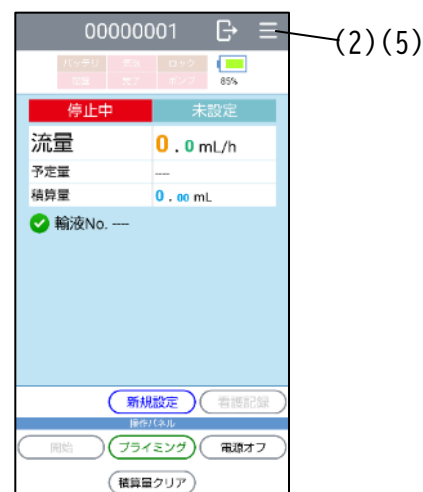 00000001
(2)(5)
バッテリ 気泡 ロック
閉塞 完了 ポンプ 85%
停止中 未設定
流量 0.0 mL/h
予定量 ---
積算量 0.00 mL
輸液No. ---
新規設定 看護記録
操作パネル
開始 プライミング 電源オフ
積算量クリア